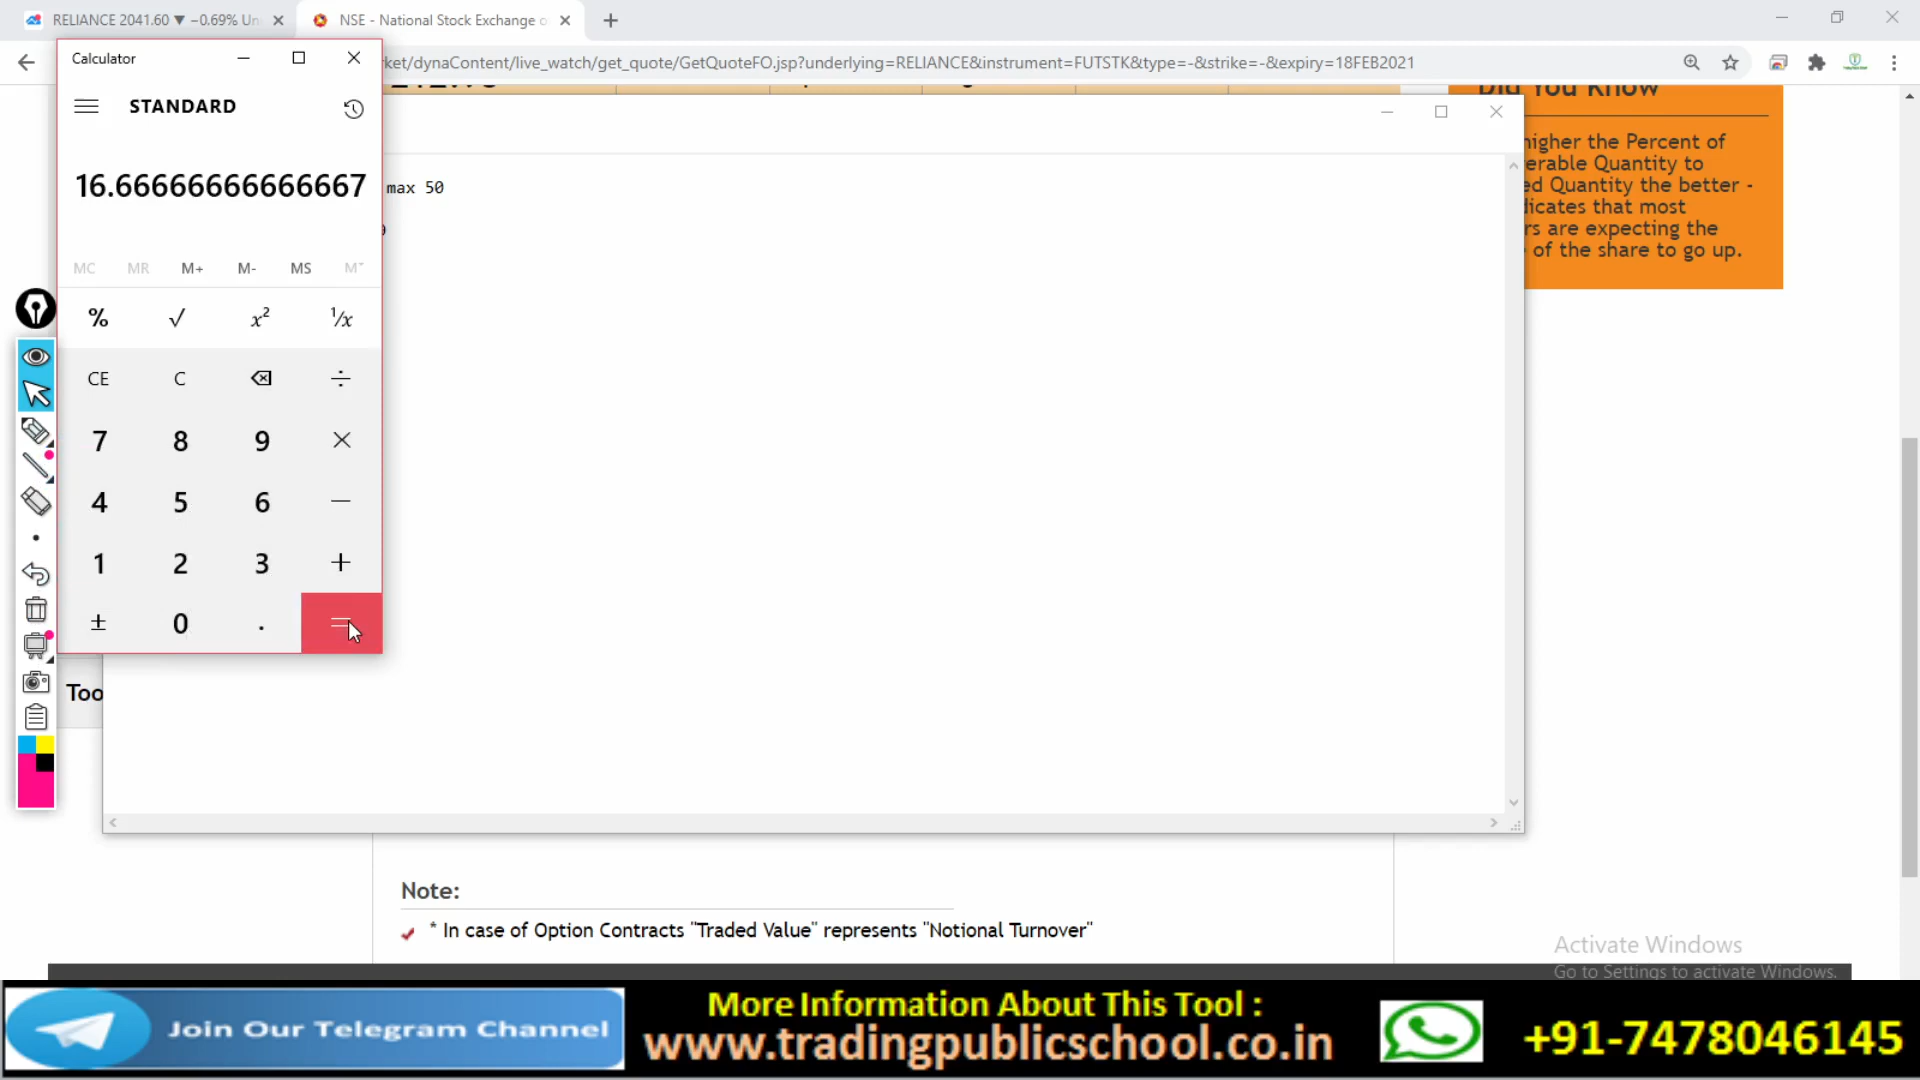 RELIANCE 2041.60 ▼ −0.69% Un
NSE - National Stock Exchange o
ket/dynaContent/live_watch/get_quote/GetQuoteFO.jsp?underlying=RELIANCE&instrument=FUTSTK&type=-&strike=-&expiry=18FEB2021
Calculator
STANDARD
16.66666666666667
MC MR M+ M- MS M˅
% √ x² ¹/x
CE C ÷
7 8 9 ×
4 5 6 −
1 2 3 +
± 0 . =
max 50
Did You Know
higher the Percent of
erable Quantity to
ed Quantity the better -
dicates that most
rs are expecting the
of the share to go up.
Too
Note:
* In case of Option Contracts "Traded Value" represents "Notional Turnover"
Activate Windows
Go to Settings to activate Windows.
Join Our Telegram Channel
More Information About This Tool :
www.tradingpublicschool.co.in
+91-7478046145